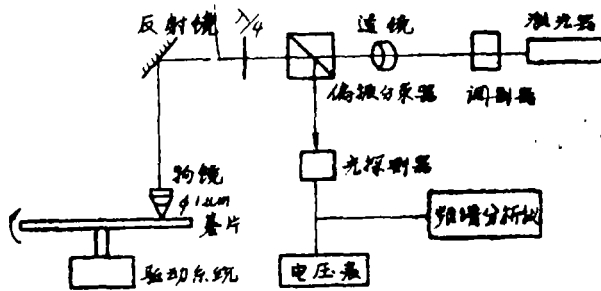 反射镜
λ/4
透镜
激光器
偏振分束器
调制器
光探测器
物镜
φ1μm
基片
频谱分析仪
驱动系统
电压表